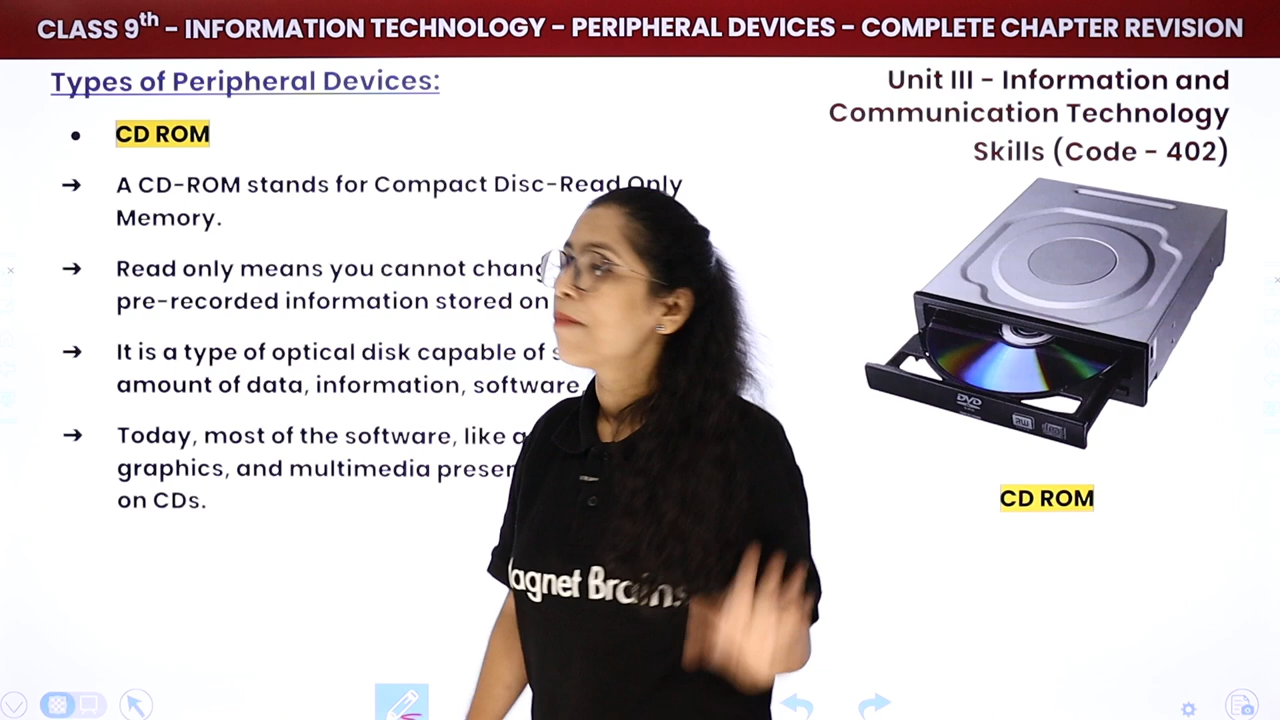 CLASS 9th – INFORMATION TECHNOLOGY – PERIPHERAL DEVICES – COMPLETE CHAPTER REVISION
Types of Peripheral Devices:
Unit III – Information and
Communication Technology
Skills (Code – 402)
• CD ROM
→ A CD-ROM stands for Compact Disc-Read Only
Memory.
→ Read only means you cannot
pre-recorded information stored on
→ It is a type of optical disk capable of
amount of data, information, software,
→ Today, most of the software, like
graphics, and multimedia
on CDs.
DVD
CD ROM
Magnet Brains